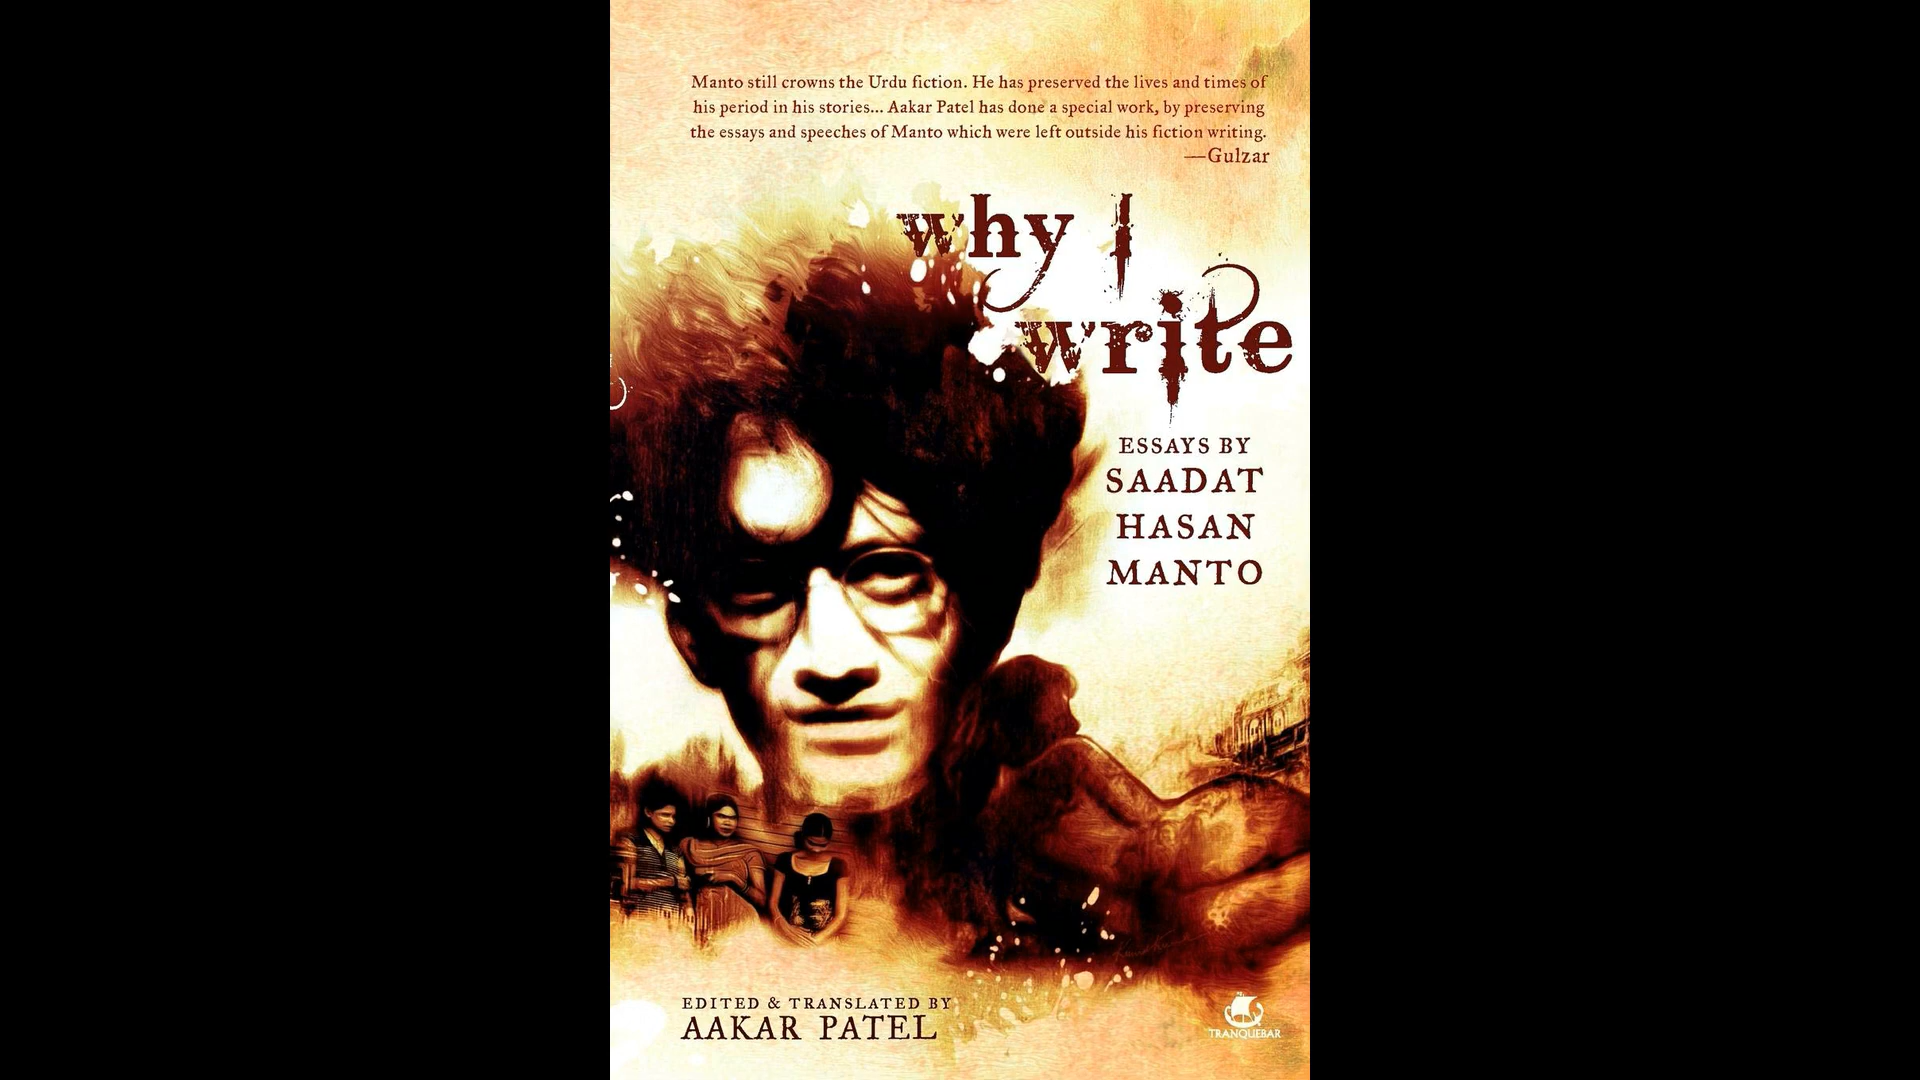 Manto still crowns the Urdu fiction. He has preserved the lives and times of
his period in his stories... Aakar Patel has done a special work, by preserving
the essays and speeches of Manto which were left outside his fiction writing.
—Gulzar
why I
write
ESSAYS BY
SAADAT
HASAN
MANTO
EDITED & TRANSLATED BY
AAKAR PATEL
TRANQUEBAR